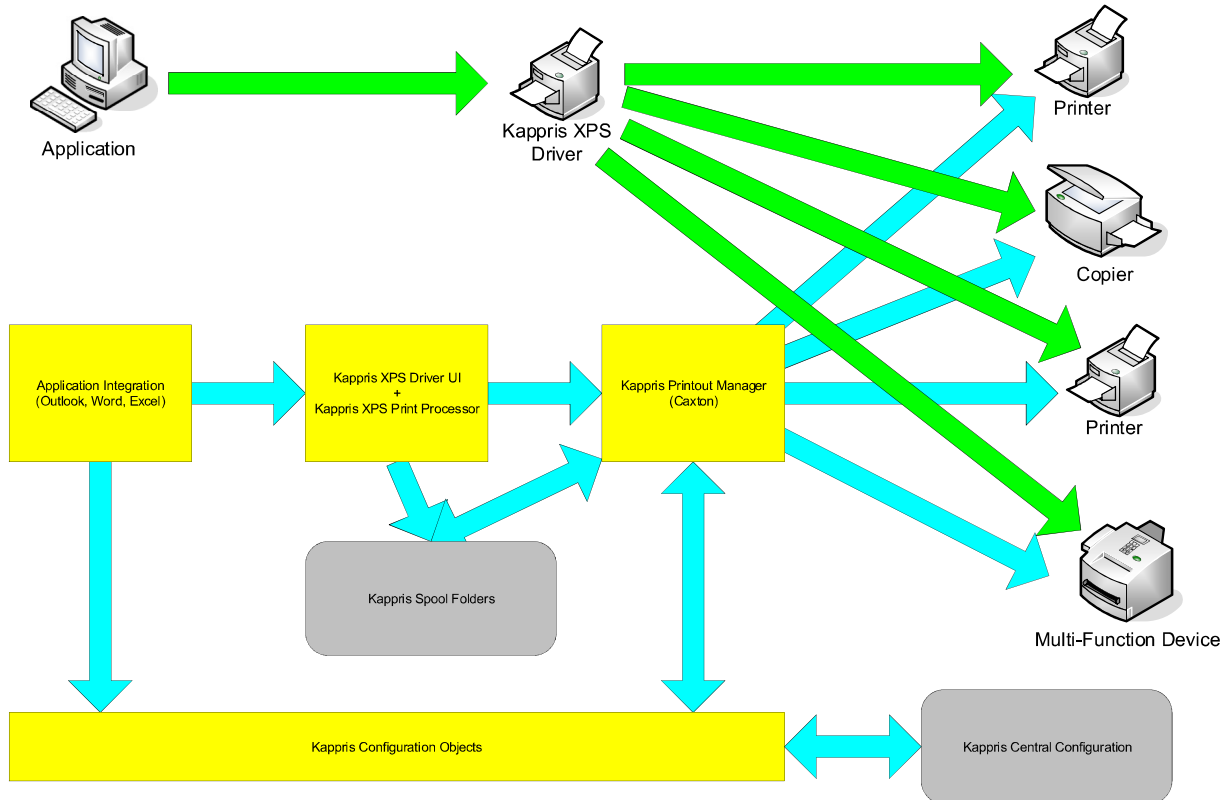 Application
Kappris XPS
Driver
Printer
Copier
Application Integration
(Outlook, Word, Excel)
Kappris XPS Driver UI
+
Kappris XPS Print Processor
Kappris Printout Manager
(Caxton)
Printer
Kappris Spool Folders
Multi-Function Device
Kappris Configuration Objects
Kappris Central Configuration